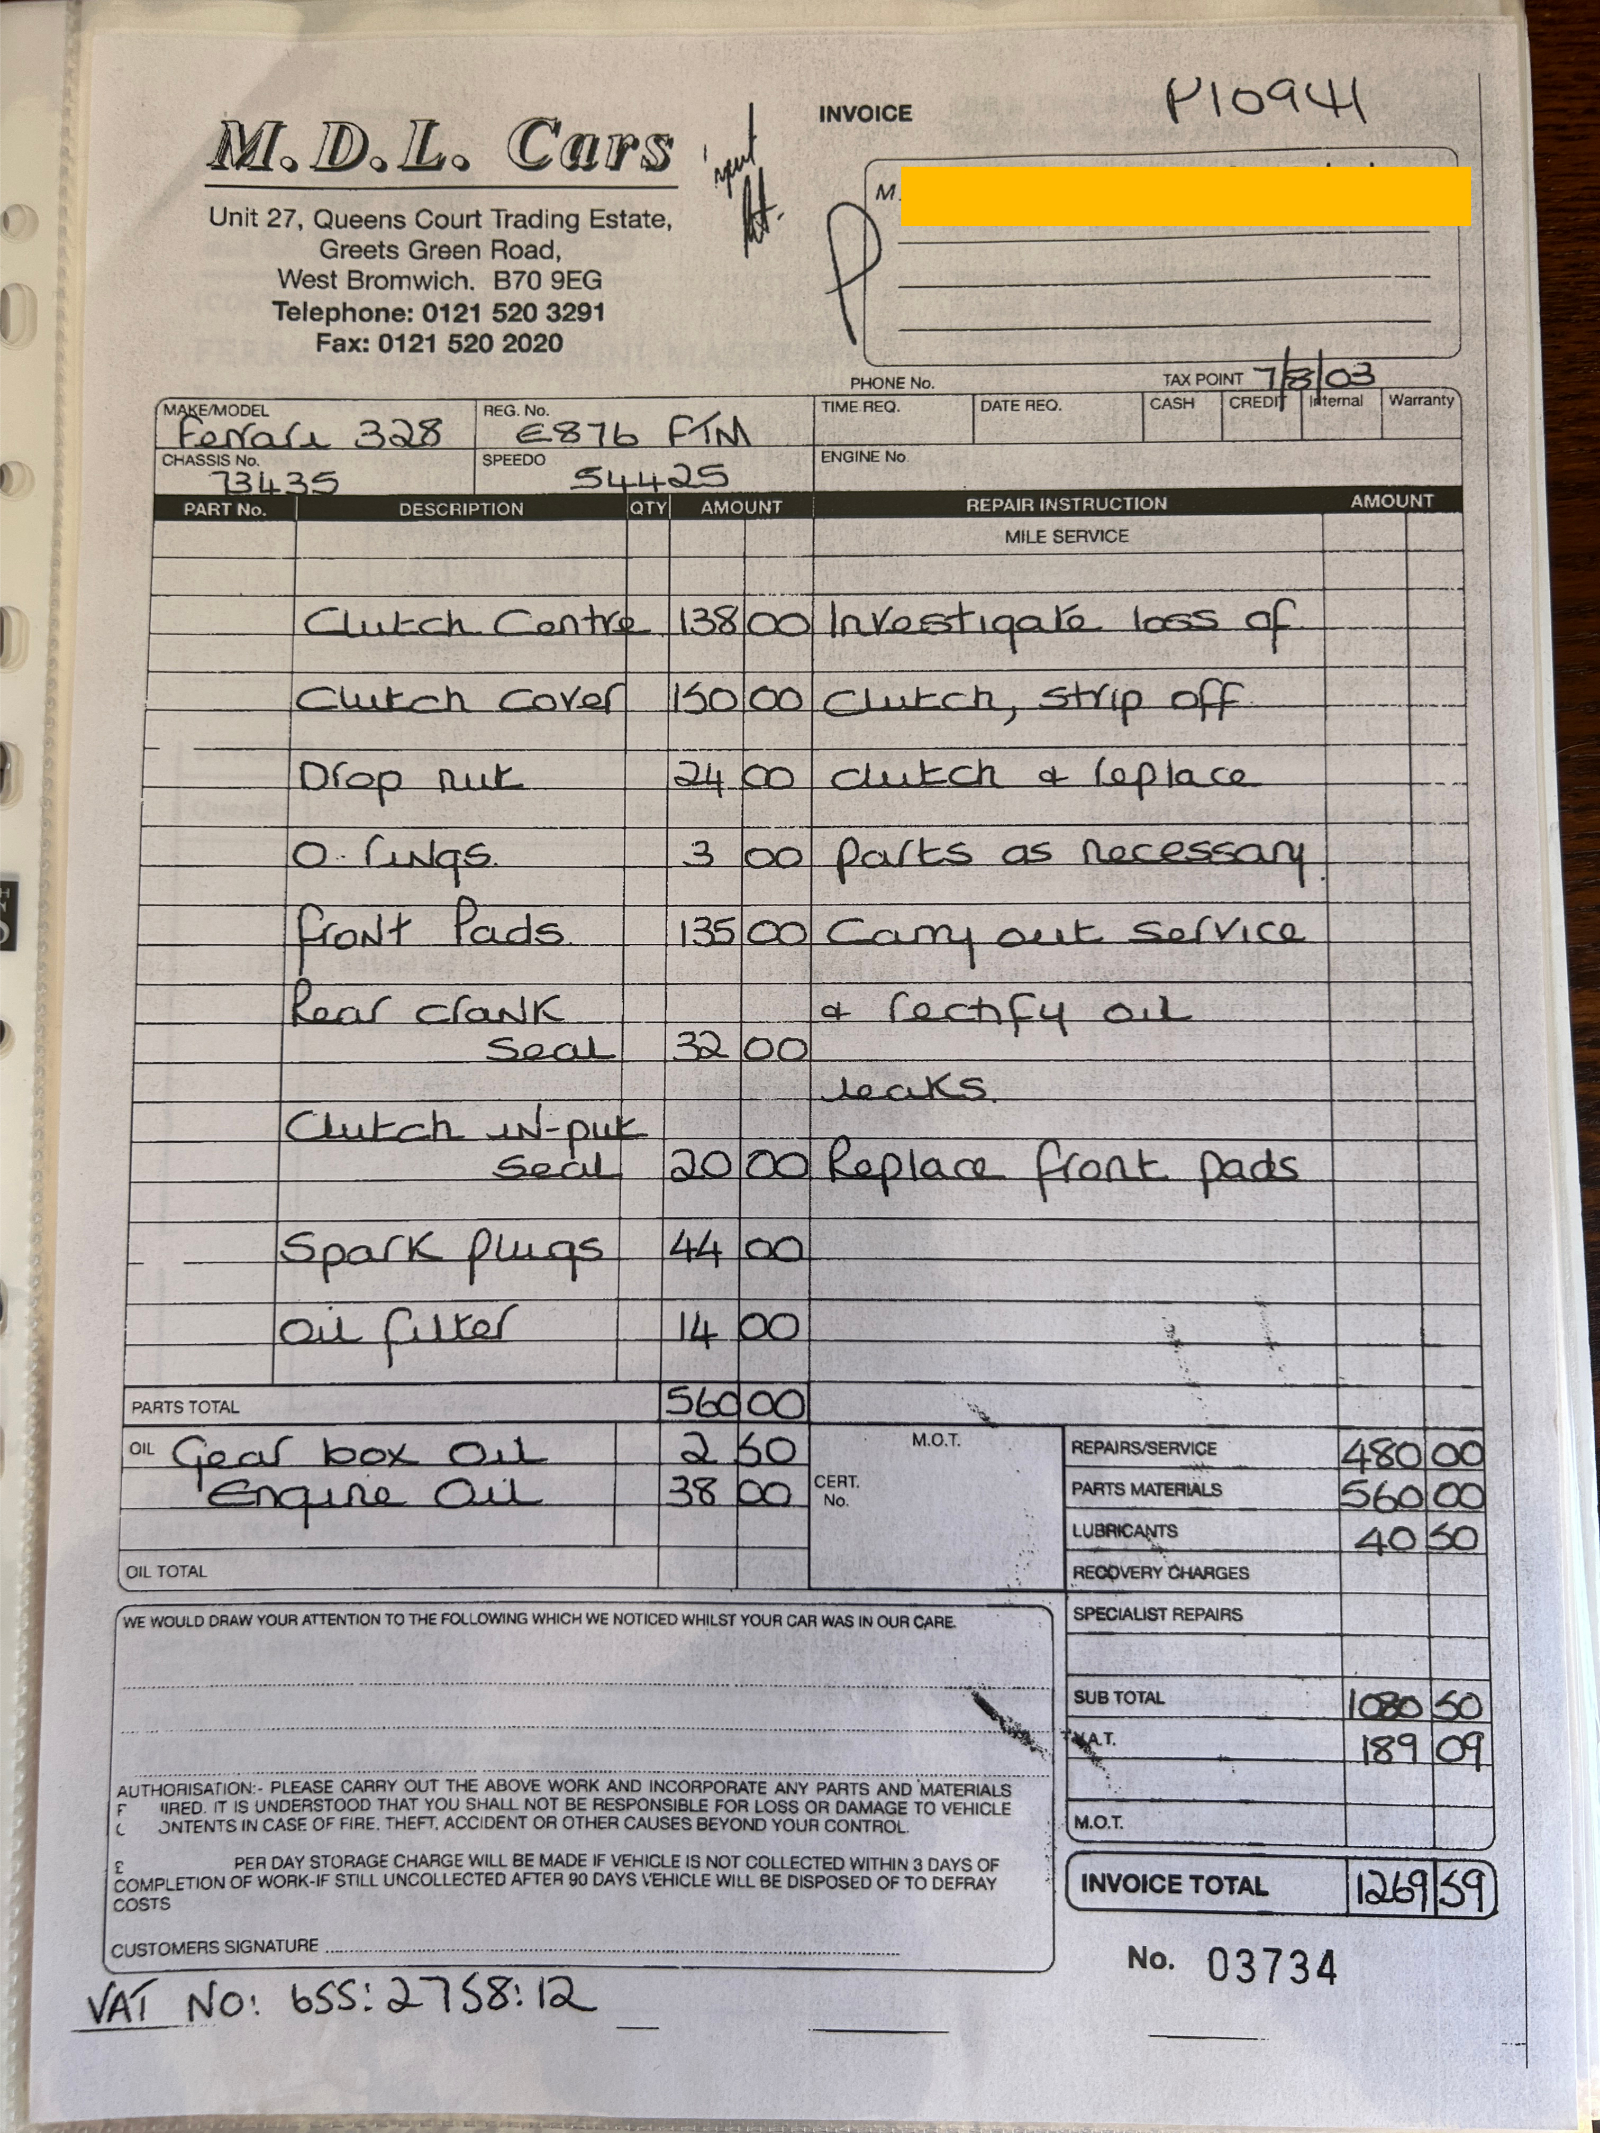 INVOICE
P10941
M.D.L. Cars
input
Unit 27, Queens Court Trading Estate,
Greets Green Road,
West Bromwich. B70 9EG
Telephone: 0121 520 3291
Fax: 0121 520 2020
M.
P
PHONE No.
TAX POINT 7/8/03
MAKE/MODEL Ferrari 328
REG. No. E876 FTM
TIME REQ.
DATE REQ.
CASH
CREDIT
Internal
Warranty
CHASSIS No. 73435
SPEEDO 54425
ENGINE No.
PART No. DESCRIPTION QTY AMOUNT REPAIR INSTRUCTION AMOUNT
MILE SERVICE
Clutch Centre 138 00 Investigate loss of
Clutch Cover 150 00 Clutch, strip off
Drop nut 24 00 clutch & replace
O. rings. 3 00 parts as necessary.
front Pads. 135 00 Carry out service
Rear crank & rectify oil
seal 32 00
leaks.
Clutch in-put
seal 20 00 Replace front pads
Spark plugs 44 00
Oil filter 14 00
PARTS TOTAL 560 00
OIL Gear box Oil 2 50
Engine Oil 38 00
OIL TOTAL
M.O.T.
CERT.
No.
REPAIRS/SERVICE 480 00
PARTS MATERIALS 560 00
LUBRICANTS 40 50
RECOVERY CHARGES
SPECIALIST REPAIRS
SUB TOTAL 1080 50
V.A.T. 189 09
M.O.T.
INVOICE TOTAL 1269 59
WE WOULD DRAW YOUR ATTENTION TO THE FOLLOWING WHICH WE NOTICED WHILST YOUR CAR WAS IN OUR CARE.
AUTHORISATION:- PLEASE CARRY OUT THE ABOVE WORK AND INCORPORATE ANY PARTS AND MATERIALS
IRED. IT IS UNDERSTOOD THAT YOU SHALL NOT BE RESPONSIBLE FOR LOSS OR DAMAGE TO VEHICLE
ONTENTS IN CASE OF FIRE, THEFT, ACCIDENT OR OTHER CAUSES BEYOND YOUR CONTROL.
£ PER DAY STORAGE CHARGE WILL BE MADE IF VEHICLE IS NOT COLLECTED WITHIN 3 DAYS OF
COMPLETION OF WORK-IF STILL UNCOLLECTED AFTER 90 DAYS VEHICLE WILL BE DISPOSED OF TO DEFRAY
COSTS
CUSTOMERS SIGNATURE
No. 03734
VAT NO: 655:2758:12